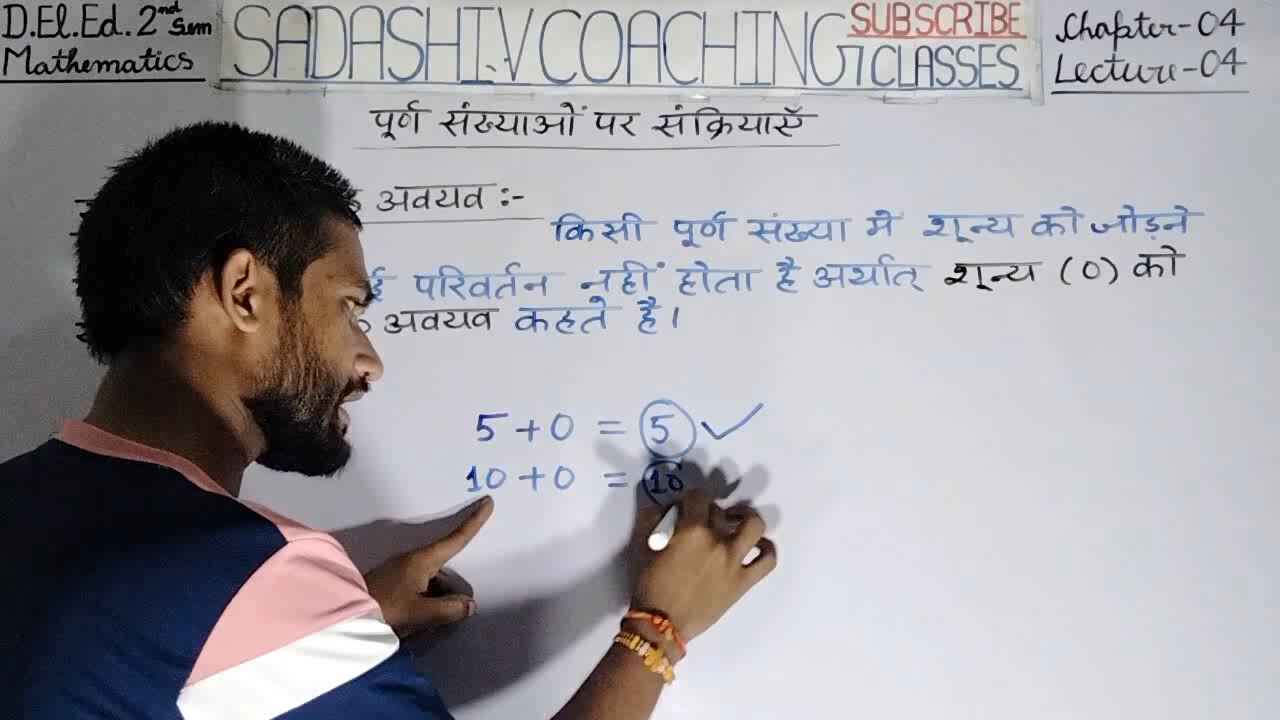 D.El.Ed. 2nd Sem
Mathematics
SADASHIV COACHING CLASSES
SUBSCRIBE
Chapter-04
Lecture-04
पूर्ण संख्याओं पर संक्रियाएँ
अवयव :-
किसी पूर्ण संख्या में शून्य को जोड़ने
परिवर्तन नहीं होता है अर्थात् शून्य (0) को
अवयव कहते है।
5 + 0 = 5 ✓
10 + 0 = 10